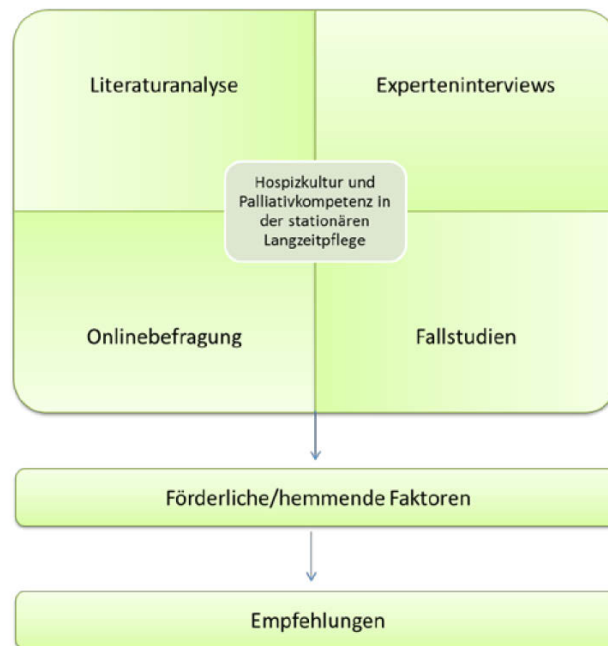 Literaturanalyse
Experteninterviews
Hospizkultur und
Palliativkompetenz in
der stationären
Langzeitpflege
Onlinebefragung
Fallstudien
Förderliche/hemmende Faktoren
Empfehlungen